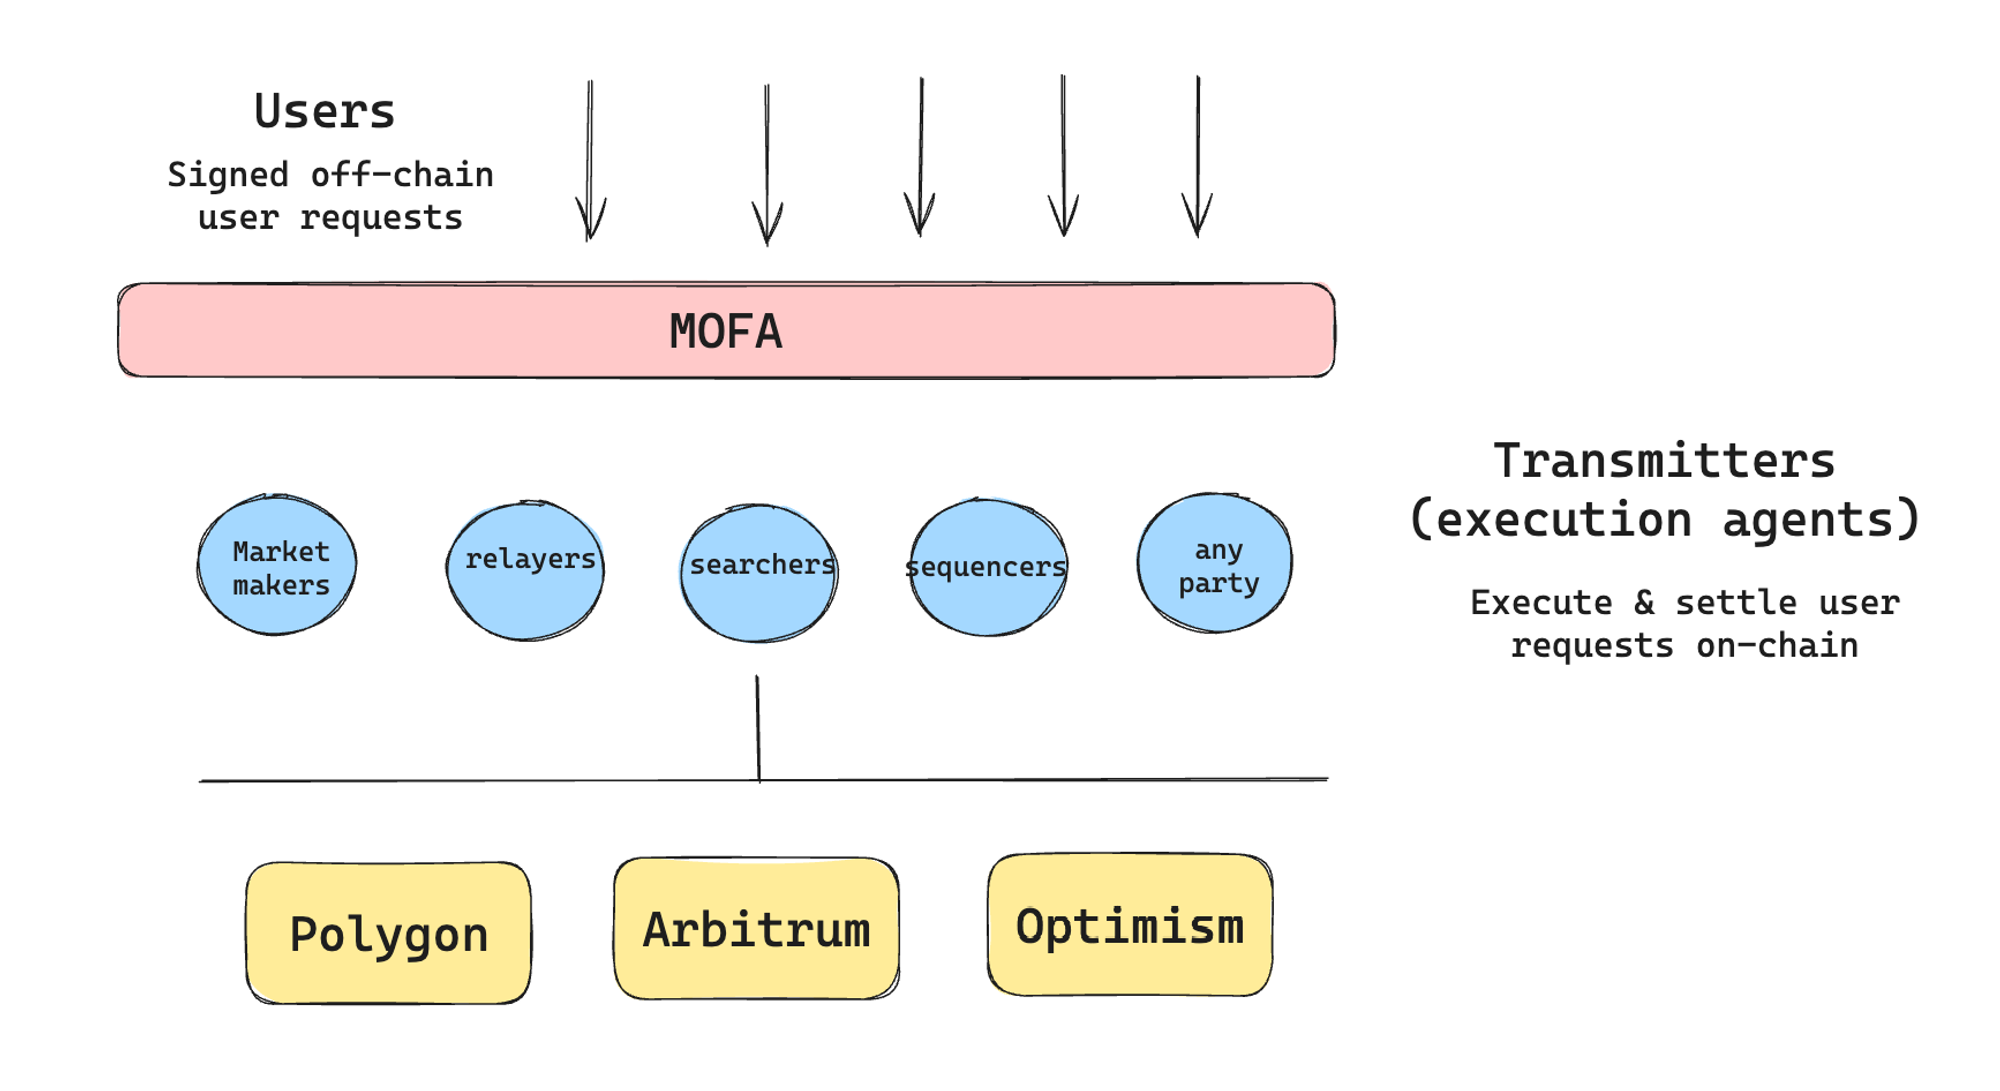 Users
Signed off-chain
user requests
MOFA
Market
makers
relayers
searchers
sequencers
any
party
Transmitters
(execution agents)
Execute & settle user
requests on-chain
Polygon
Arbitrum
Optimism